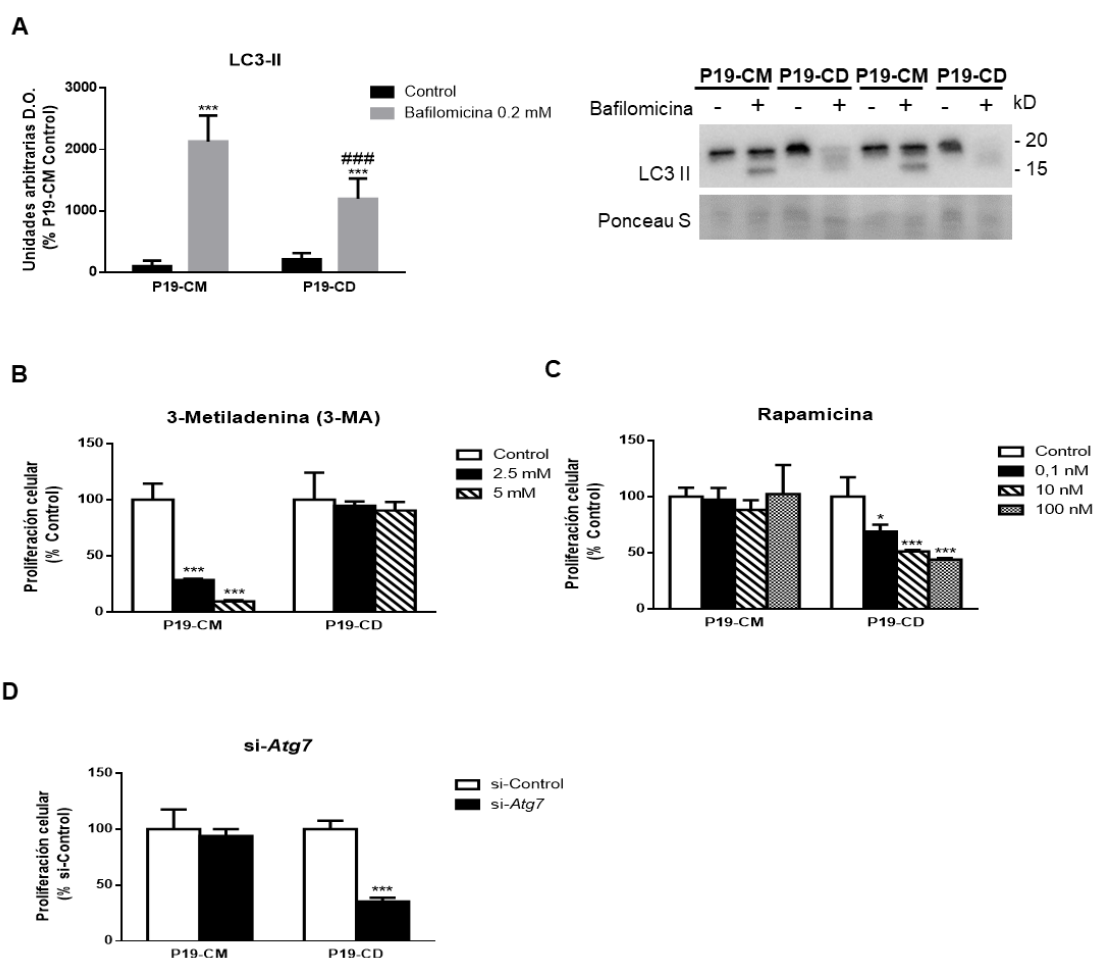 A
LC3-II
Unidades arbitrarias D.O.
(% P19-CM Control)
3000
2000
1000
0
***
###
***
P19-CM
P19-CD
Control
Bafilomicina 0.2 mM
P19-CM P19-CD P19-CM P19-CD
Bafilomicina - + - + - + - + kD
LC3 II
- 20
- 15
Ponceau S
B
3-Metiladenina (3-MA)
Proliferación celular
(% Control)
150
100
50
0
***
***
P19-CM
P19-CD
Control
2.5 mM
5 mM
C
Rapamicina
Proliferación celular
(% Control)
150
100
50
0
*
***
***
P19-CM
P19-CD
Control
0,1 nM
10 nM
100 nM
D
si-Atg7
Proliferación celular
(% si-Control)
150
100
50
0
***
P19-CM
P19-CD
si-Control
si-Atg7